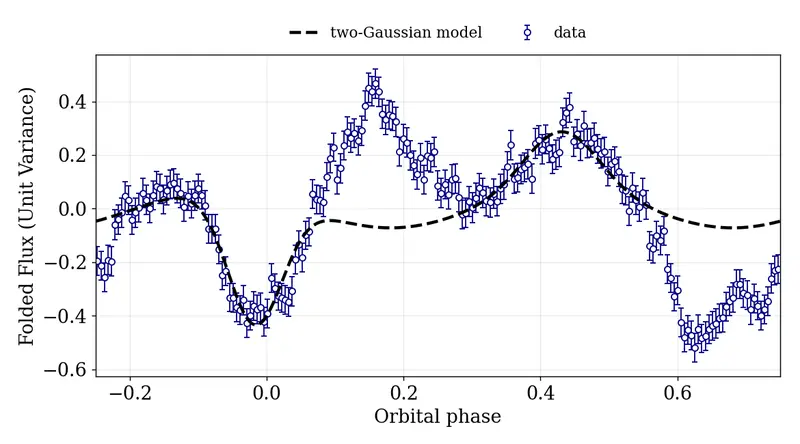 two-Gaussian model
data
Folded Flux (Unit Variance)
0.4
0.2
0.0
−0.2
−0.4
−0.6
−0.2
0.0
0.2
0.4
0.6
Orbital phase